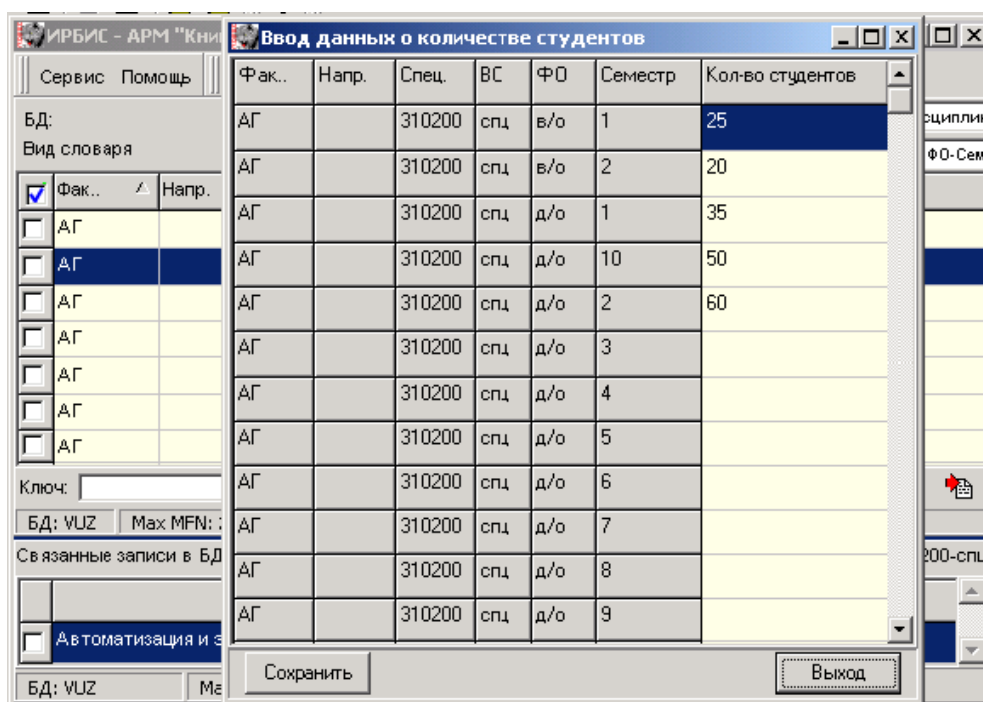 ИРБИС - АРМ "Кни
Сервис Помощь
БД:
Вид словаря
Фак.. Напр.
АГ
АГ
АГ
АГ
АГ
АГ
АГ
Ключ:
БД: VUZ Max MFN: 
Связанные записи в БД
Автоматизация и э
БД: VUZ Ма
Ввод данных о количестве студентов
Фак.. Напр. Спец. ВС ФО Семестр Кол-во студентов
АГ 310200 спц в/о 1 25
АГ 310200 спц в/о 2 20
АГ 310200 спц д/о 1 35
АГ 310200 спц д/о 10 50
АГ 310200 спц д/о 2 60
АГ 310200 спц д/о 3
АГ 310200 спц д/о 4
АГ 310200 спц д/о 5
АГ 310200 спц д/о 6
АГ 310200 спц д/о 7
АГ 310200 спц д/о 8
АГ 310200 спц д/о 9
Сохранить Выход
сциплин
ФО-Сем
200-спц